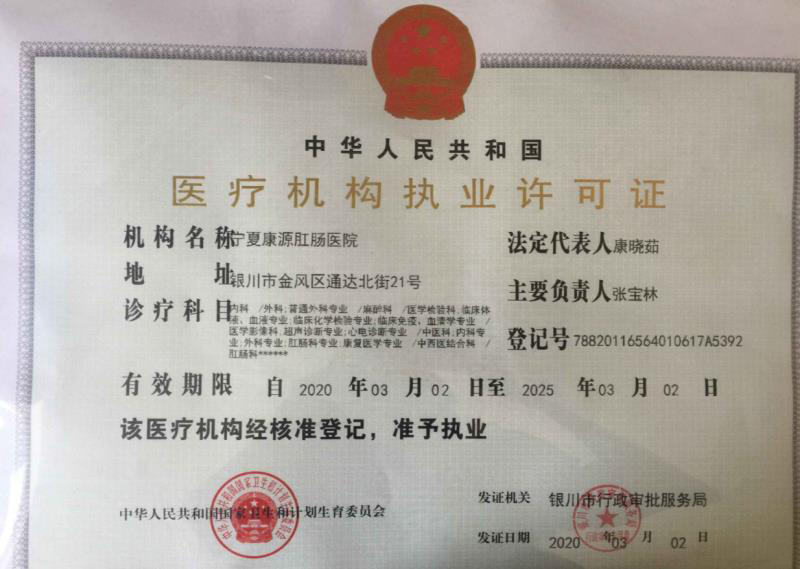 中华人民共和国
医疗机构执业许可证
机构名称 宁夏康源肛肠医院
法定代表人 康晓茹
地 址 银川市金凤区通达北街21号
主要负责人 张宝林
诊疗科目 内科 /外科;普通外科专业 /麻醉科 /医学检验科;临床体
液、血液专业;临床化学检验专业;临床免疫、血清学专业 /
医学影像科;超声诊断专业;心电诊断专业 /中医科;内科专
业;外科专业;肛肠科专业;康复医学专业 /中西医结合科 /
肛肠科******
登记号 78820116564010617A5392
有效期限 自 2020 年 03 月 02 日至 2025 年 03 月 02 日
该医疗机构经核准登记，准予执业
中华人民共和国国家卫生和计划生育委员会
发证机关 银川市行政审批服务局
发证日期 2020 年 03 月 02 日